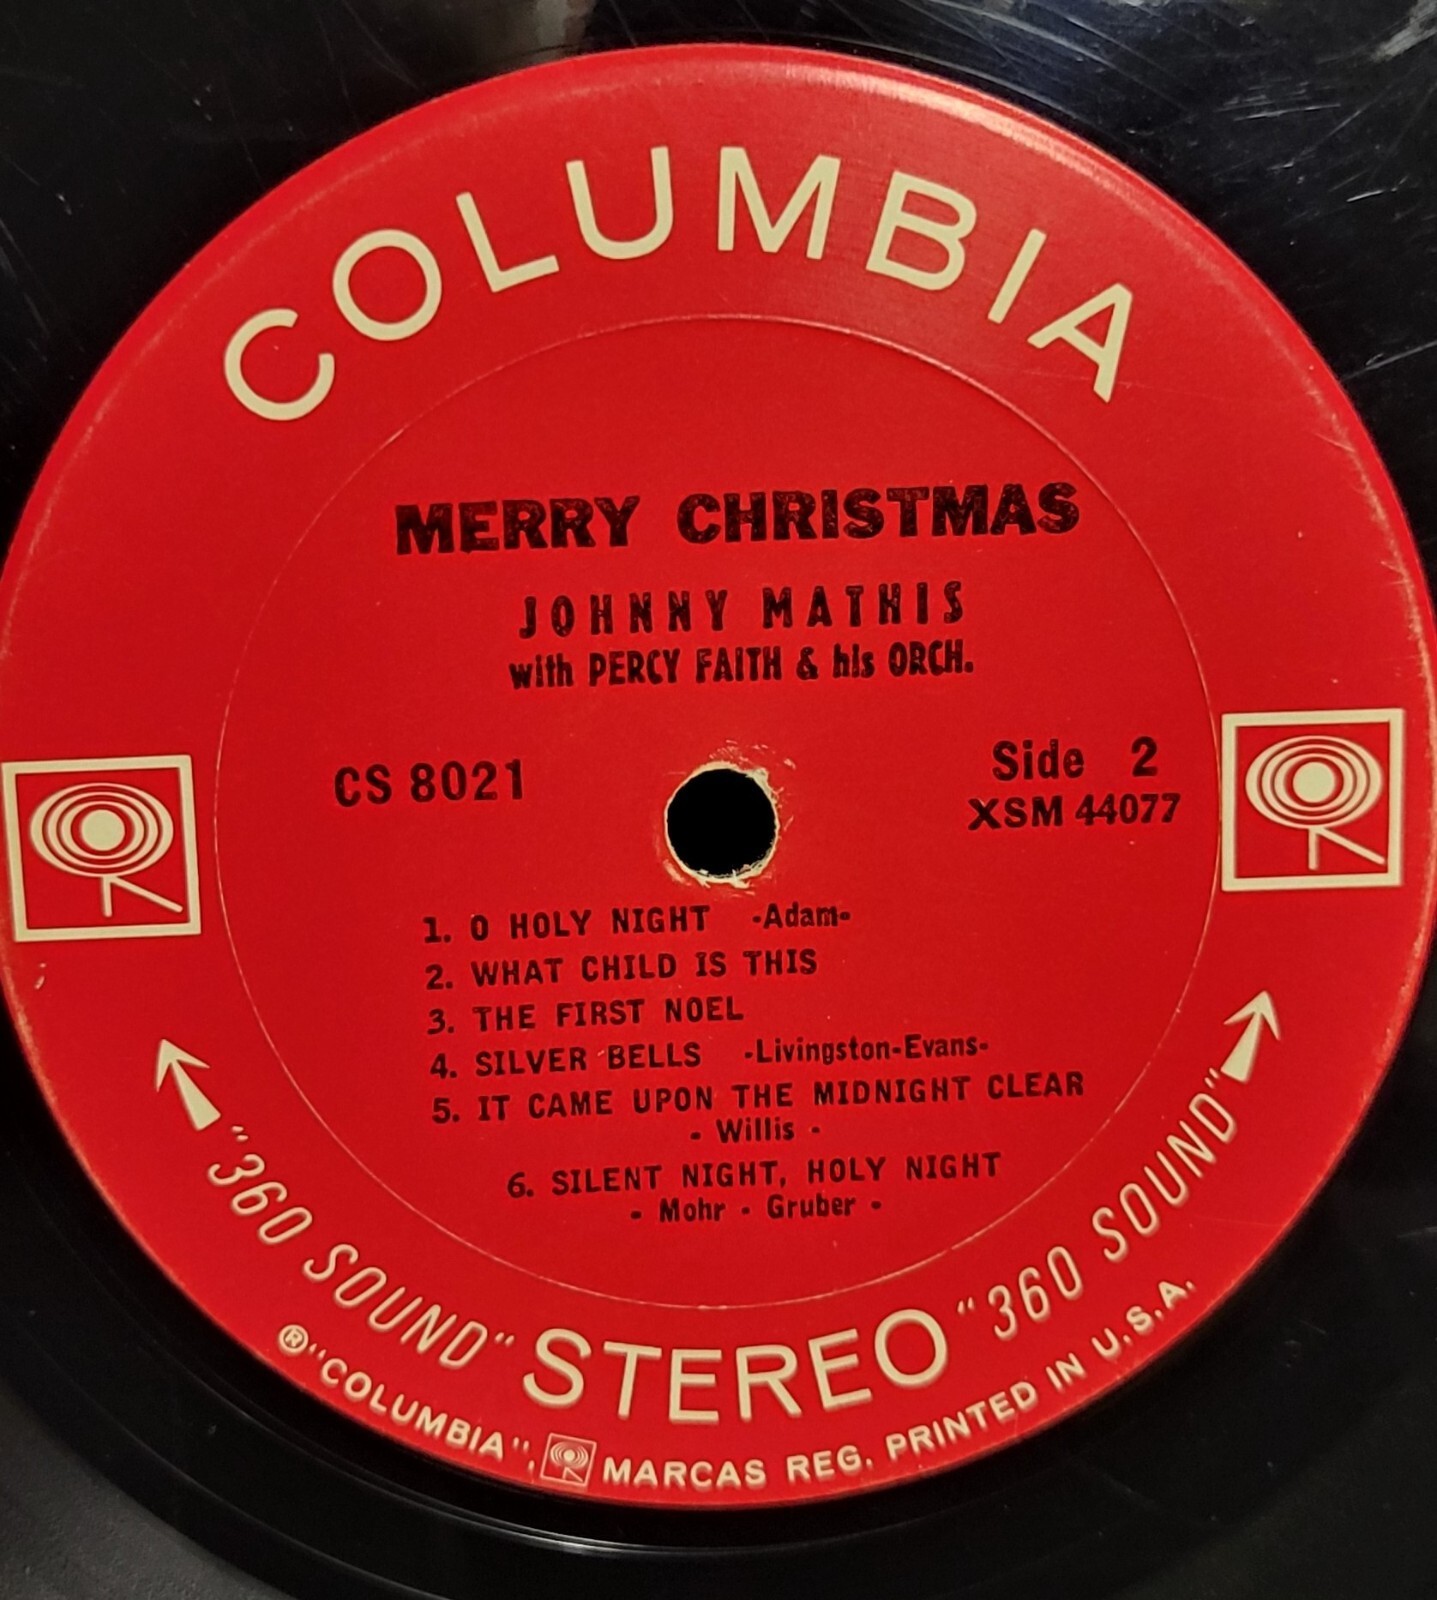 COLUMBIA
MERRY CHRISTMAS
JOHNNY MATHIS
with PERCY FAITH & his ORCH.
CS 8021
Side 2
XSM 44077
1. O HOLY NIGHT -Adam-
2. WHAT CHILD IS THIS
3. THE FIRST NOEL
4. SILVER BELLS -Livingston-Evans-
5. IT CAME UPON THE MIDNIGHT CLEAR
- Willis -
6. SILENT NIGHT, HOLY NIGHT
- Mohr - Gruber -
"360 SOUND" STEREO "360 SOUND"
®"COLUMBIA", MARCAS REG. PRINTED IN U.S.A.